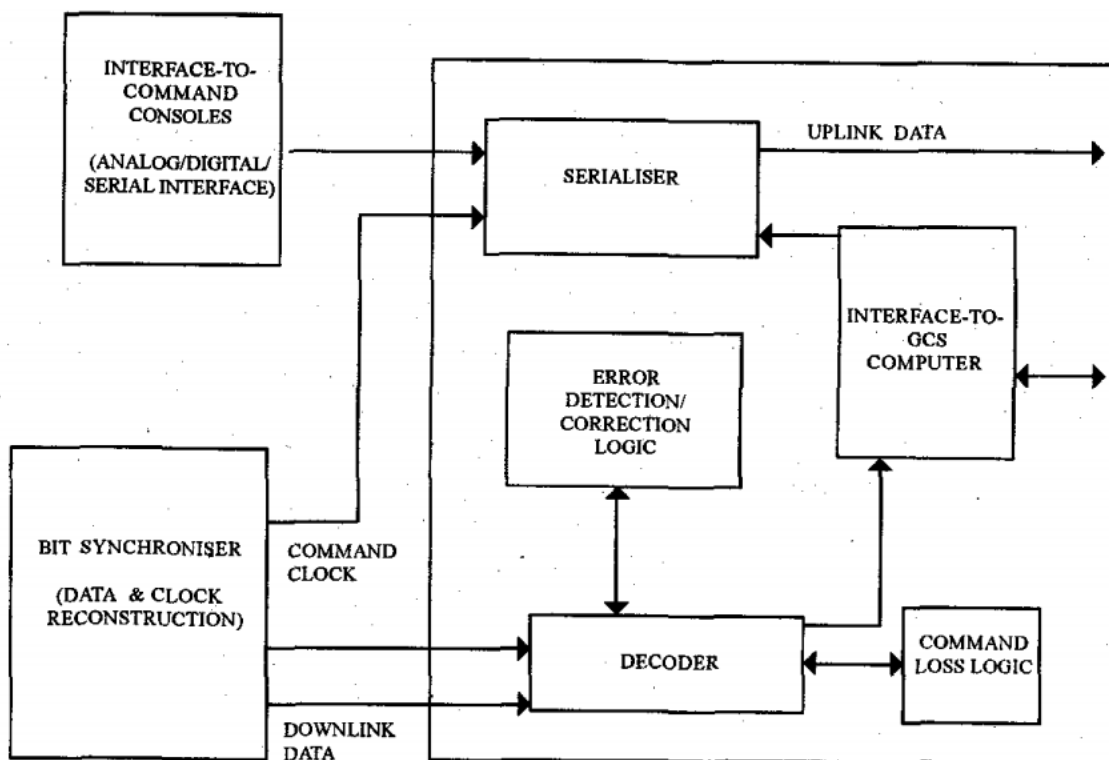 INTERFACE-TO-
COMMAND
CONSOLES
(ANALOG/DIGITAL/
SERIAL INTERFACE)
SERIALISER
UPLINK DATA
INTERFACE-TO-
GCS
COMPUTER
ERROR
DETECTION/
CORRECTION
LOGIC
BIT SYNCHRONISER
(DATA & CLOCK
RECONSTRUCTION)
COMMAND
CLOCK
DECODER
COMMAND
LOSS LOGIC
DOWNLINK
DATA